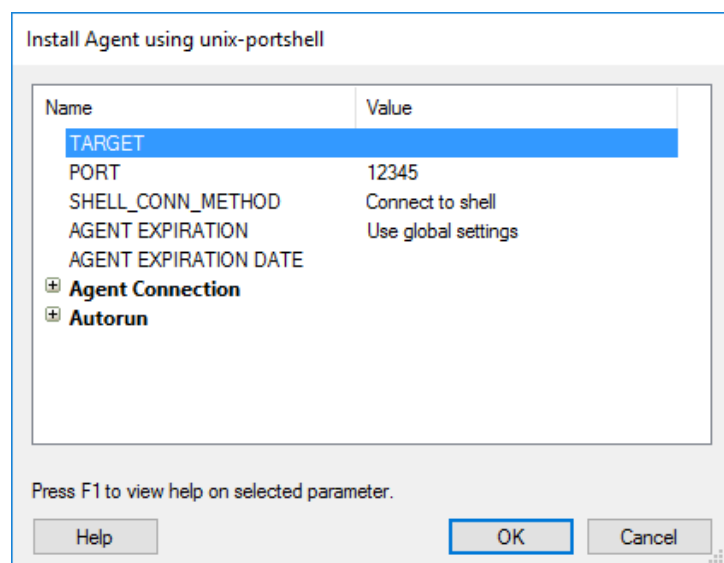 Install Agent using unix-portshell
Name Value
TARGET
PORT 12345
SHELL_CONN_METHOD Connect to shell
AGENT EXPIRATION Use global settings
AGENT EXPIRATION DATE
Agent Connection
Autorun
Press F1 to view help on selected parameter.
Help OK Cancel